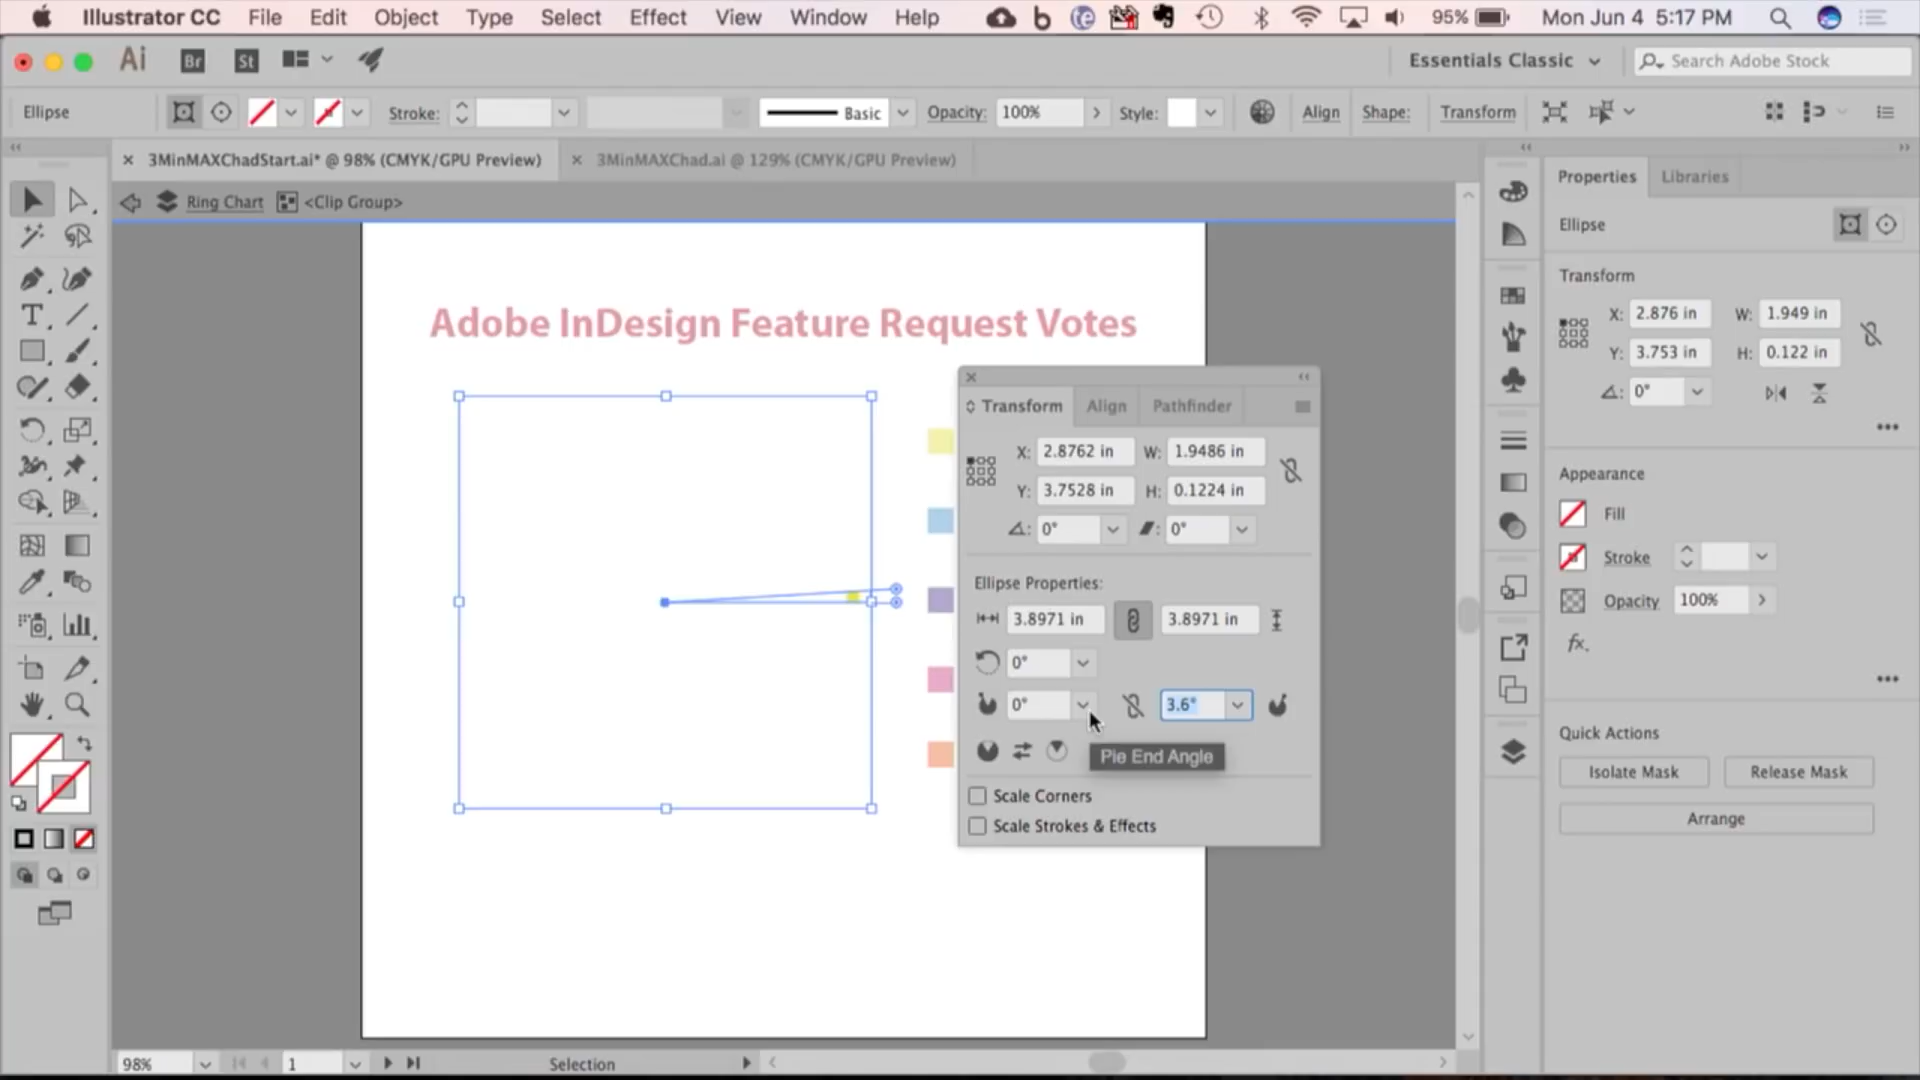 Illustrator CC File Edit Object Type Select Effect View Window Help 95% Mon Jun 4 5:17 PM
Ai Br St Essentials Classic Search Adobe Stock
Ellipse Stroke: Basic Opacity: 100% Style: Align Shape: Transform
3MinMAXChadStart.ai* @ 98% (CMYK/GPU Preview) 3MinMAXChad.ai @ 129% (CMYK/GPU Preview)
Ring Chart <Clip Group>
Adobe InDesign Feature Request Votes
Transform Align Pathfinder
X: 2.8762 in W: 1.9486 in
Y: 3.7528 in H: 0.1224 in
0° 0°
Ellipse Properties:
3.8971 in 3.8971 in
0°
0° 3.6°
Pie End Angle
Scale Corners
Scale Strokes & Effects
Properties Libraries
Ellipse
Transform
X: 2.876 in W: 1.949 in
Y: 3.753 in H: 0.122 in
0°
Appearance
Fill
Stroke
Opacity 100%
fx.
Quick Actions
Isolate Mask Release Mask
Arrange
98% 1 Selection